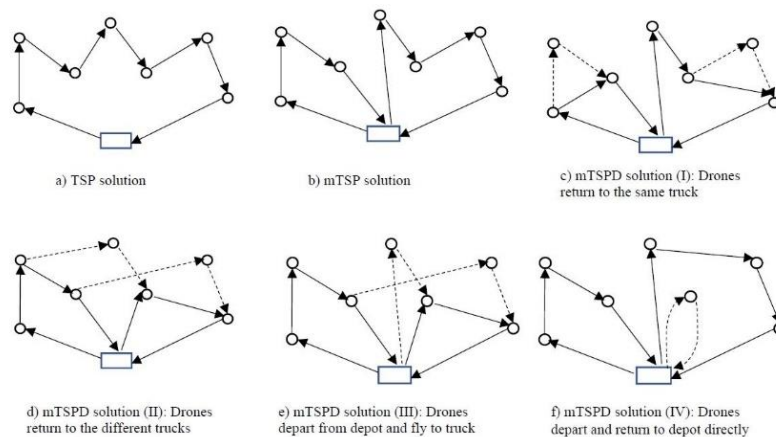 a) TSP solution
b) mTSP solution
c) mTSPD solution (I): Drones
return to the same truck
d) mTSPD solution (II): Drones
return to the different trucks
e) mTSPD solution (III): Drones
depart from depot and fly to truck
f) mTSPD solution (IV): Drones
depart and return to depot directly